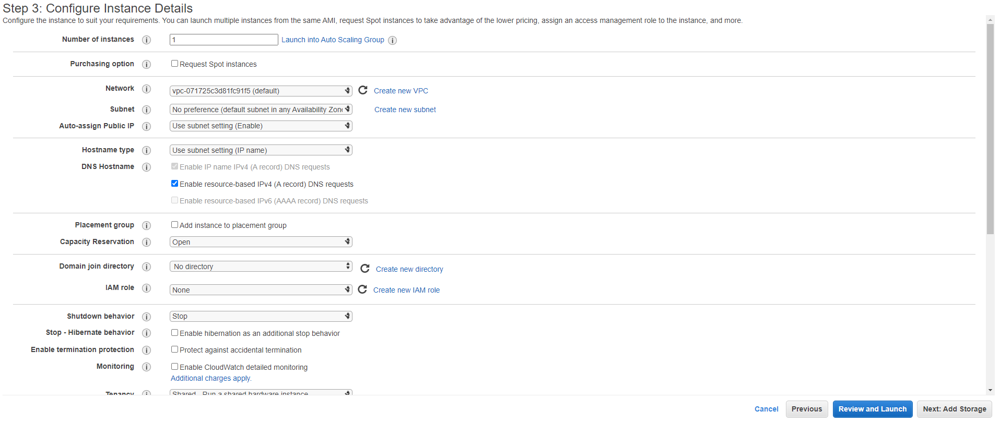 Step 3: Configure Instance Details
Configure the instance to suit your requirements. You can launch multiple instances from the same AMI, request Spot instances to take advantage of the lower pricing, assign an access management role to the instance, and more.
Number of instances i 1 Launch into Auto Scaling Group i
Purchasing option i Request Spot instances
Network i vpc-071725c3d81fc91f5 (default) Create new VPC
Subnet i No preference (default subnet in any Availability Zone Create new subnet
Auto-assign Public IP i Use subnet setting (Enable)
Hostname type i Use subnet setting (IP name)
DNS Hostname i Enable IP name IPv4 (A record) DNS requests
Enable resource-based IPv4 (A record) DNS requests
Enable resource-based IPv6 (AAAA record) DNS requests
Placement group i Add instance to placement group
Capacity Reservation i Open
Domain join directory i No directory Create new directory
IAM role i None Create new IAM role
Shutdown behavior i Stop
Stop - Hibernate behavior i Enable hibernation as an additional stop behavior
Enable termination protection i Protect against accidental termination
Monitoring i Enable CloudWatch detailed monitoring
Additional charges apply.
Tenancy i Shared - Run a shared hardware instance
Cancel Previous Review and Launch Next: Add Storage